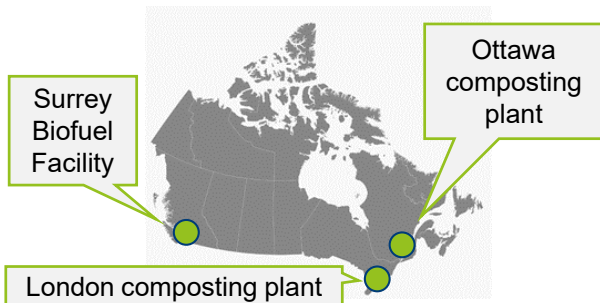 Surrey
Biofuel
Facility
Ottawa
composting
plant
London composting plant